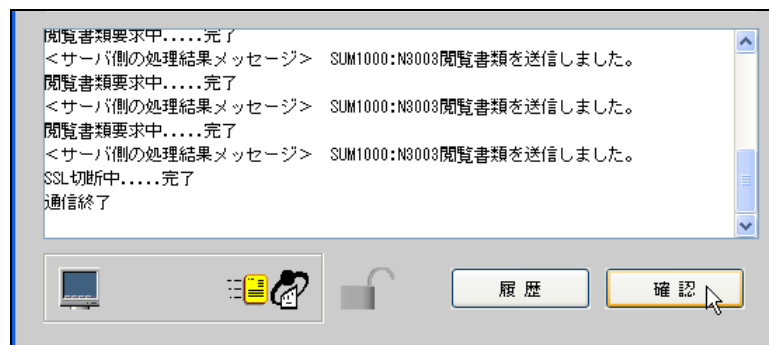 閲覧書類要求中.....完了
<サーバ側の処理結果メッセージ>　SUM1000:N3003閲覧書類を送信しました。
閲覧書類要求中.....完了
<サーバ側の処理結果メッセージ>　SUM1000:N3003閲覧書類を送信しました。
閲覧書類要求中.....完了
<サーバ側の処理結果メッセージ>　SUM1000:N3003閲覧書類を送信しました。
SSL切断中.....完了
通信終了
履 歴
確 認